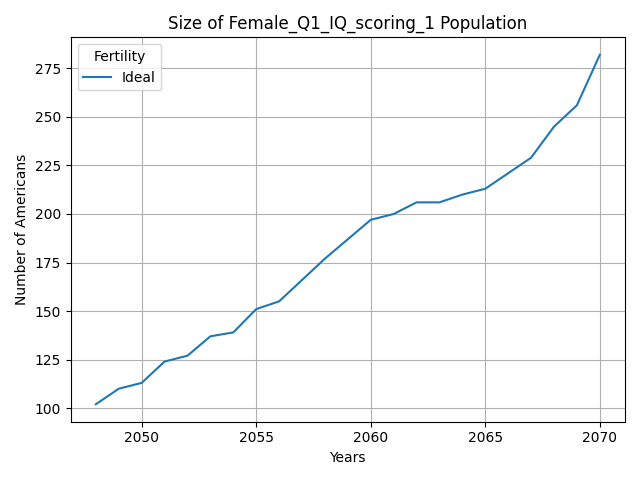 Size of Female_Q1_IQ_scoring_1 Population
Fertility
Ideal
275
250
225
200
175
150
125
100
Number of Americans
2050 2055 2060 2065 2070
Years